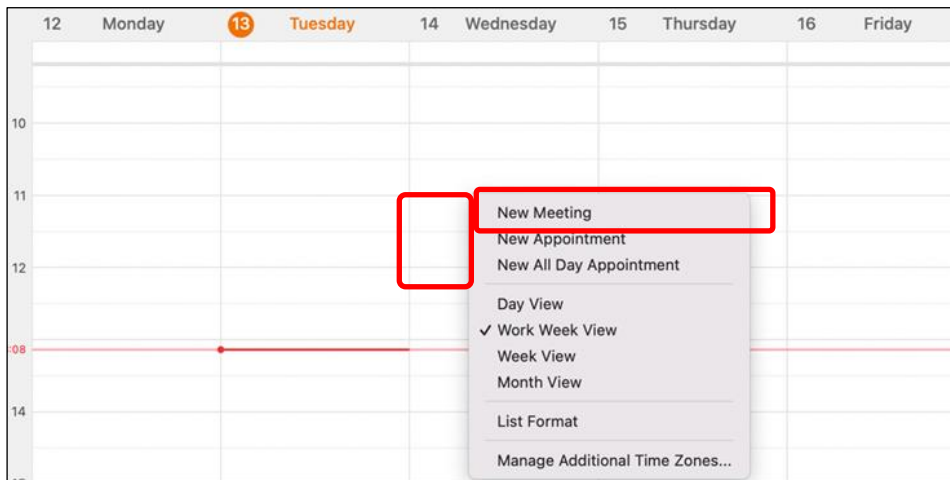 12 Monday 13 Tuesday 14 Wednesday 15 Thursday 16 Friday
10
11
New Meeting
New Appointment
12
New All Day Appointment
Day View
✓ Work Week View
:08
Week View
Month View
14
List Format
Manage Additional Time Zones...